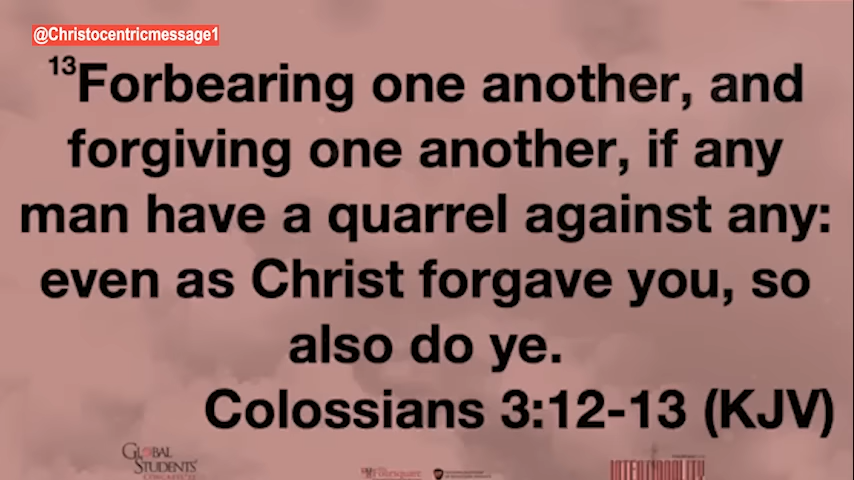 @Christocentricmessage1
13Forbearing one another, and
forgiving one another, if any
man have a quarrel against any:
even as Christ forgave you, so
also do ye.
Colossians 3:12-13 (KJV)
GLOBAL
STUDENTS'